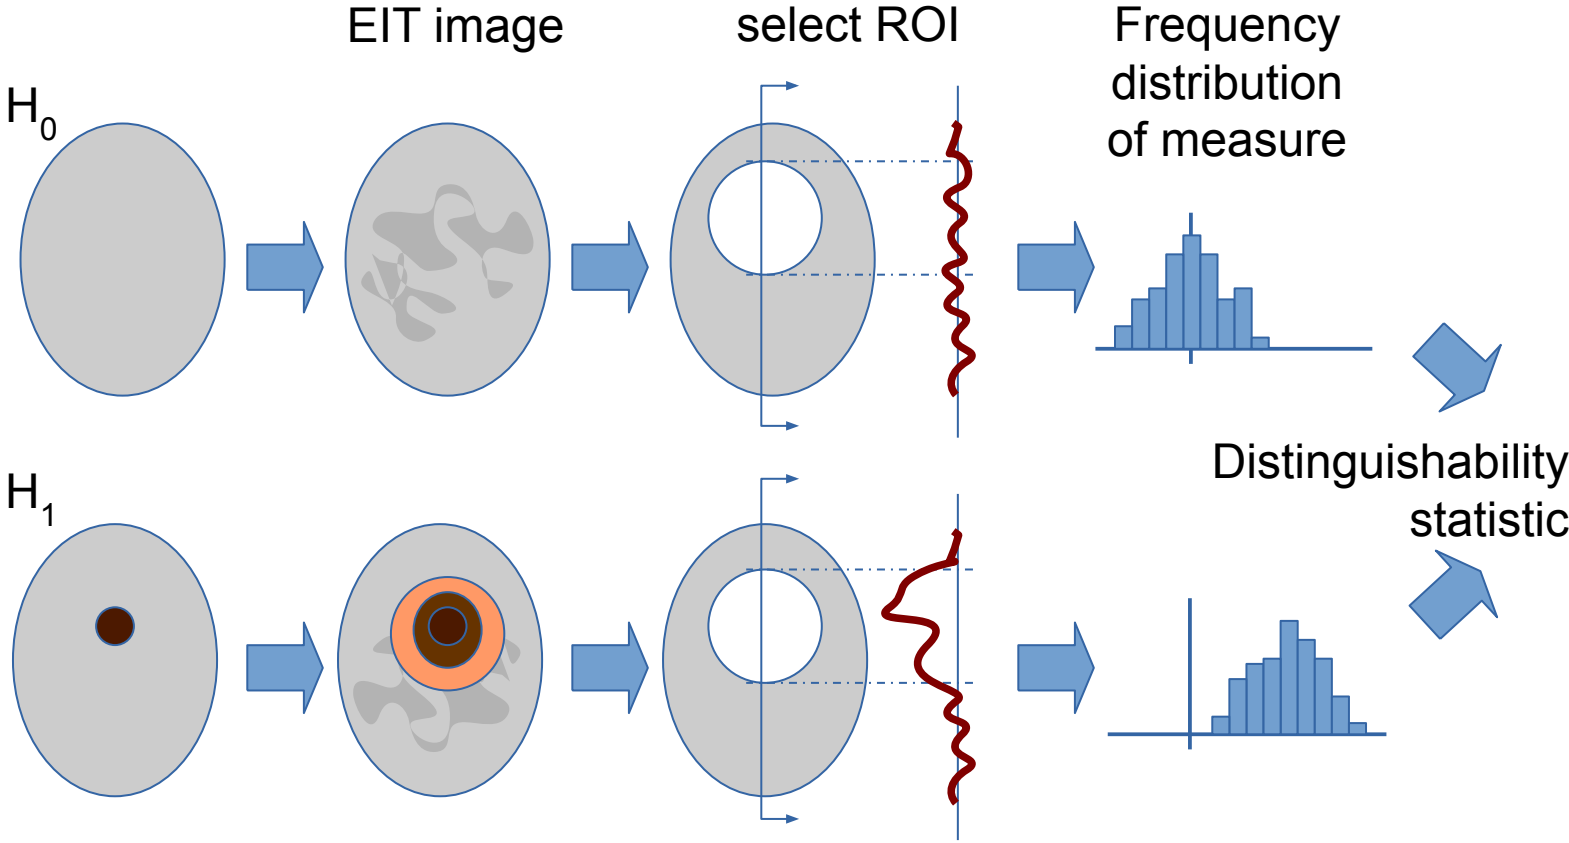 EIT image
select ROI
Frequency
distribution
of measure
H0
H1
Distinguishability
statistic